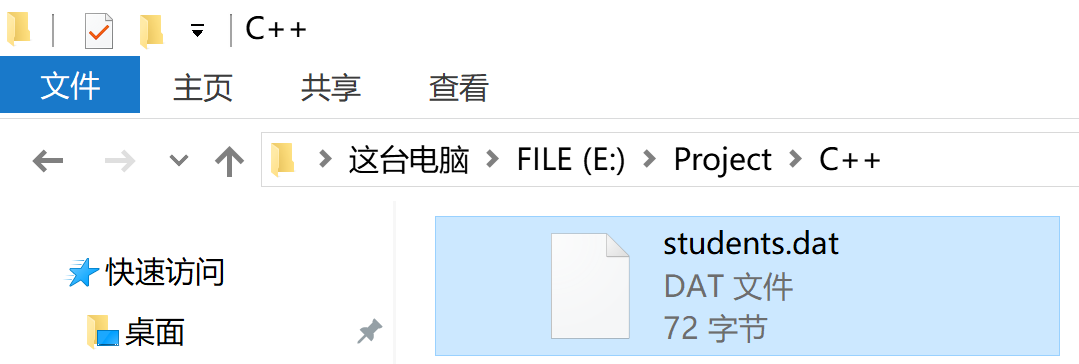 C++
文件 主页 共享 查看
这台电脑 FILE (E:) Project C++
students.dat
DAT 文件
72 字节
快速访问
桌面